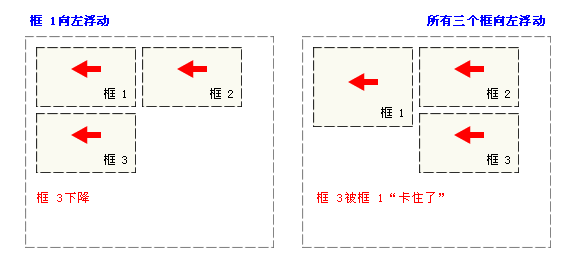 框 1向左浮动
所有三个框向左浮动
框 1
框 2
框 3
框 3下降
框 1
框 2
框 3
框 3被框 1“卡住了”